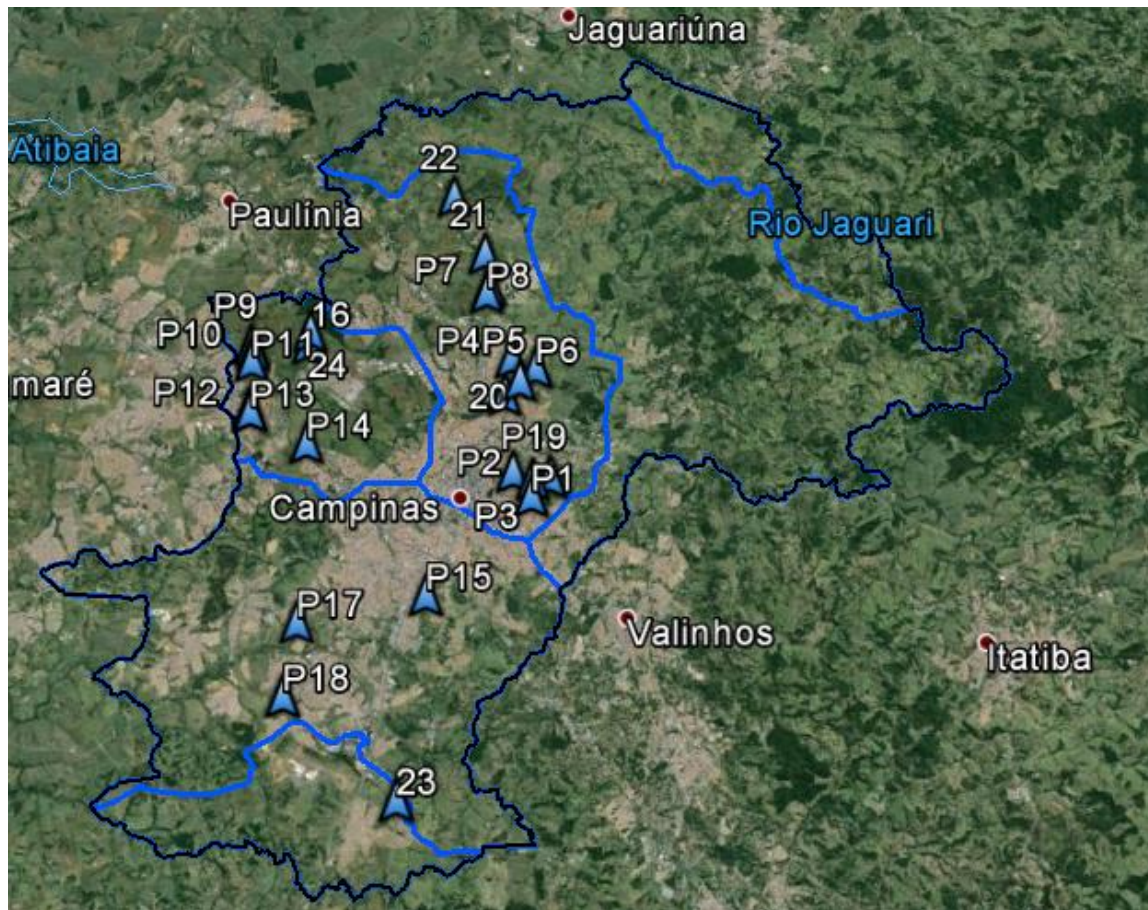 Jaguariúna
Atibaia
22
Paulínia
21
Rio Jaguari
P7
P8
P9
16
P10
P11
P4
P5
P6
24
maré
P12
P13
20
P14
P19
P2
P1
Campinas
P3
P15
P17
Valinhos
Itatiba
P18
23